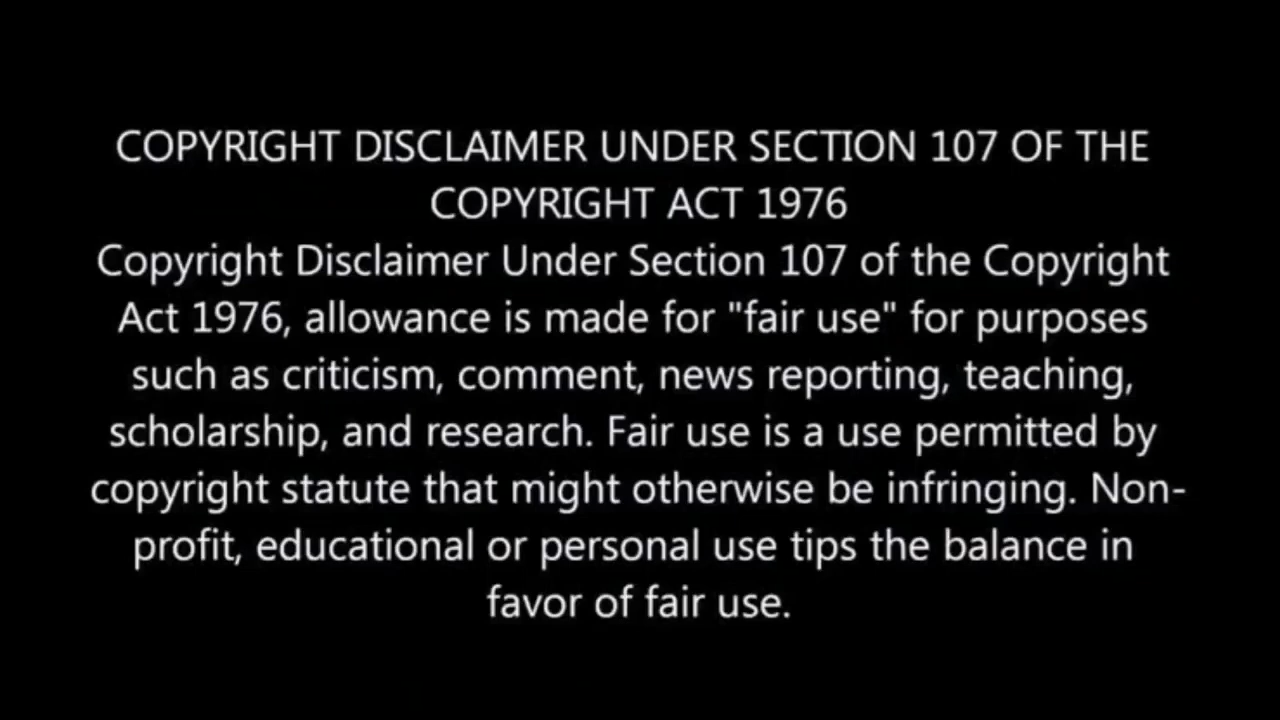 COPYRIGHT DISCLAIMER UNDER SECTION 107 OF THE
COPYRIGHT ACT 1976
Copyright Disclaimer Under Section 107 of the Copyright
Act 1976, allowance is made for "fair use" for purposes
such as criticism, comment, news reporting, teaching,
scholarship, and research. Fair use is a use permitted by
copyright statute that might otherwise be infringing. Non-
profit, educational or personal use tips the balance in
favor of fair use.